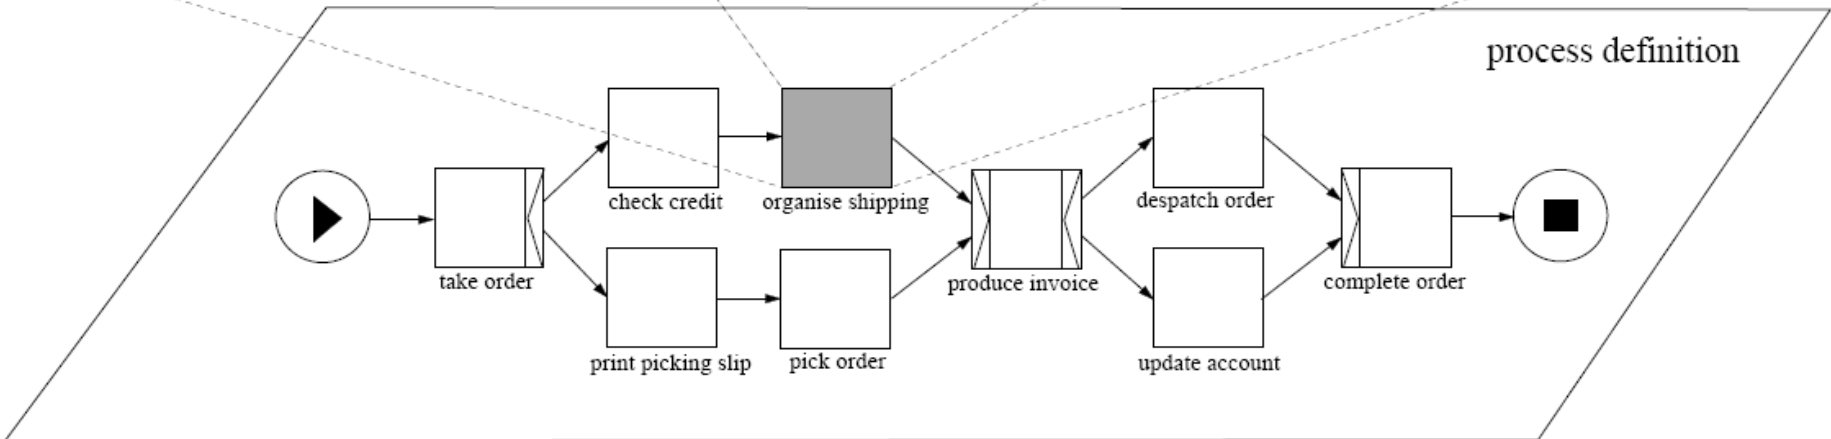 process definition
check credit
organise shipping
despatch order
take order
produce invoice
complete order
print picking slip
pick order
update account